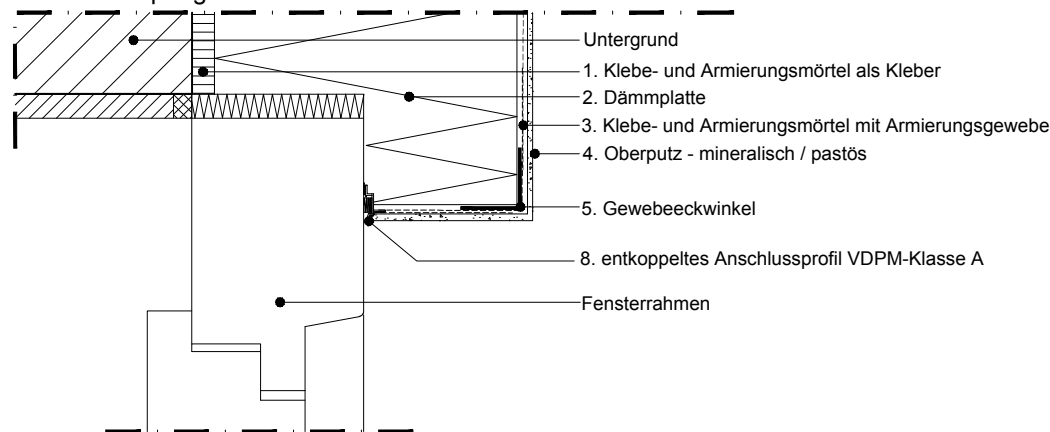 Untergrund
1. Klebe- und Armierungsmörtel als Kleber
2. Dämmplatte
3. Klebe- und Armierungsmörtel mit Armierungsgewebe
4. Oberputz - mineralisch / pastös
5. Gewebeeckwinkel
8. entkoppeltes Anschlussprofil VDPM-Klasse A
Fensterrahmen